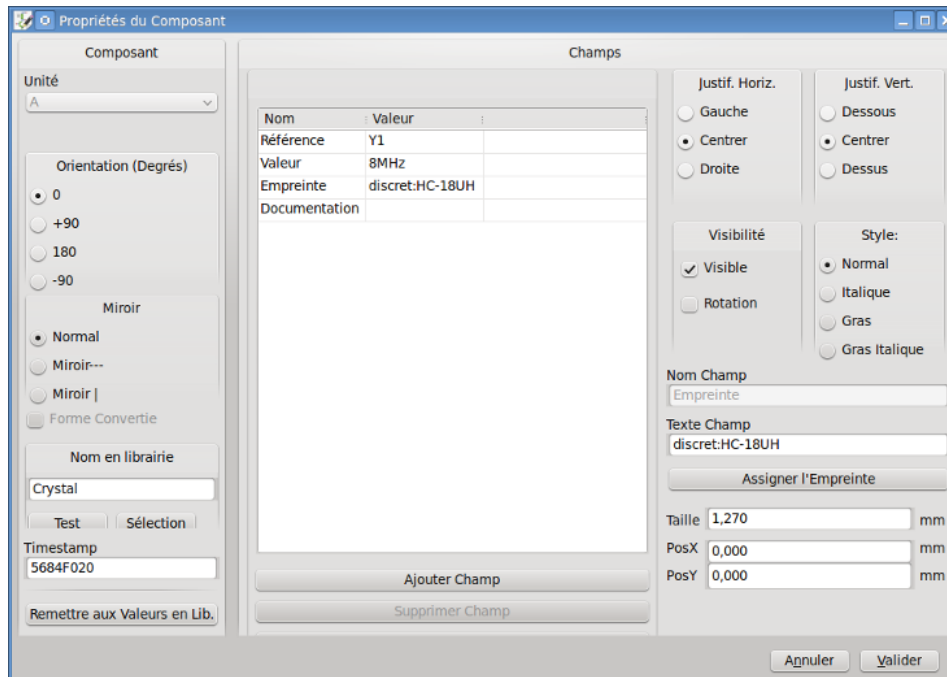 Propriétés du Composant
Composant
Unité
A
Orientation (Degrés)
0
+90
180
-90
Miroir
Normal
Miroir---
Miroir |
Forme Convertie
Nom en librairie
Crystal
Test Sélection
Timestamp
5684F020
Remettre aux Valeurs en Lib.
Champs
Nom Valeur
Référence Y1
Valeur 8MHz
Empreinte discret:HC-18UH
Documentation
Ajouter Champ
Supprimer Champ
Justif. Horiz.
Gauche
Centrer
Droite
Justif. Vert.
Dessous
Centrer
Dessus
Visibilité
Visible
Rotation
Style:
Normal
Italique
Gras
Gras Italique
Nom Champ
Empreinte
Texte Champ
discret:HC-18UH
Assigner l'Empreinte
Taille 1,270 mm
PosX 0,000 mm
PosY 0,000 mm
Annuler Valider